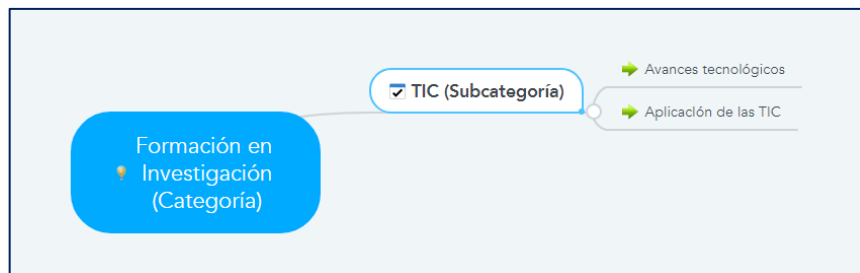 TIC (Subcategoría)
Avances tecnológicos
Aplicación de las TIC
Formación en
Investigación
(Categoría)